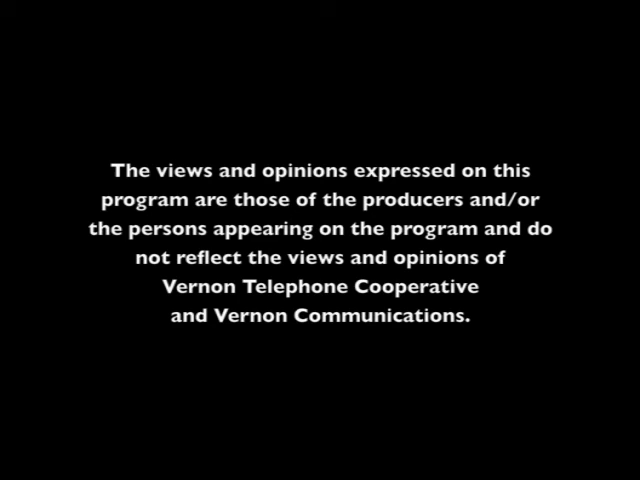 The views and opinions expressed on this
program are those of the producers and/or
the persons appearing on the program and do
not reflect the views and opinions of
Vernon Telephone Cooperative
and Vernon Communications.